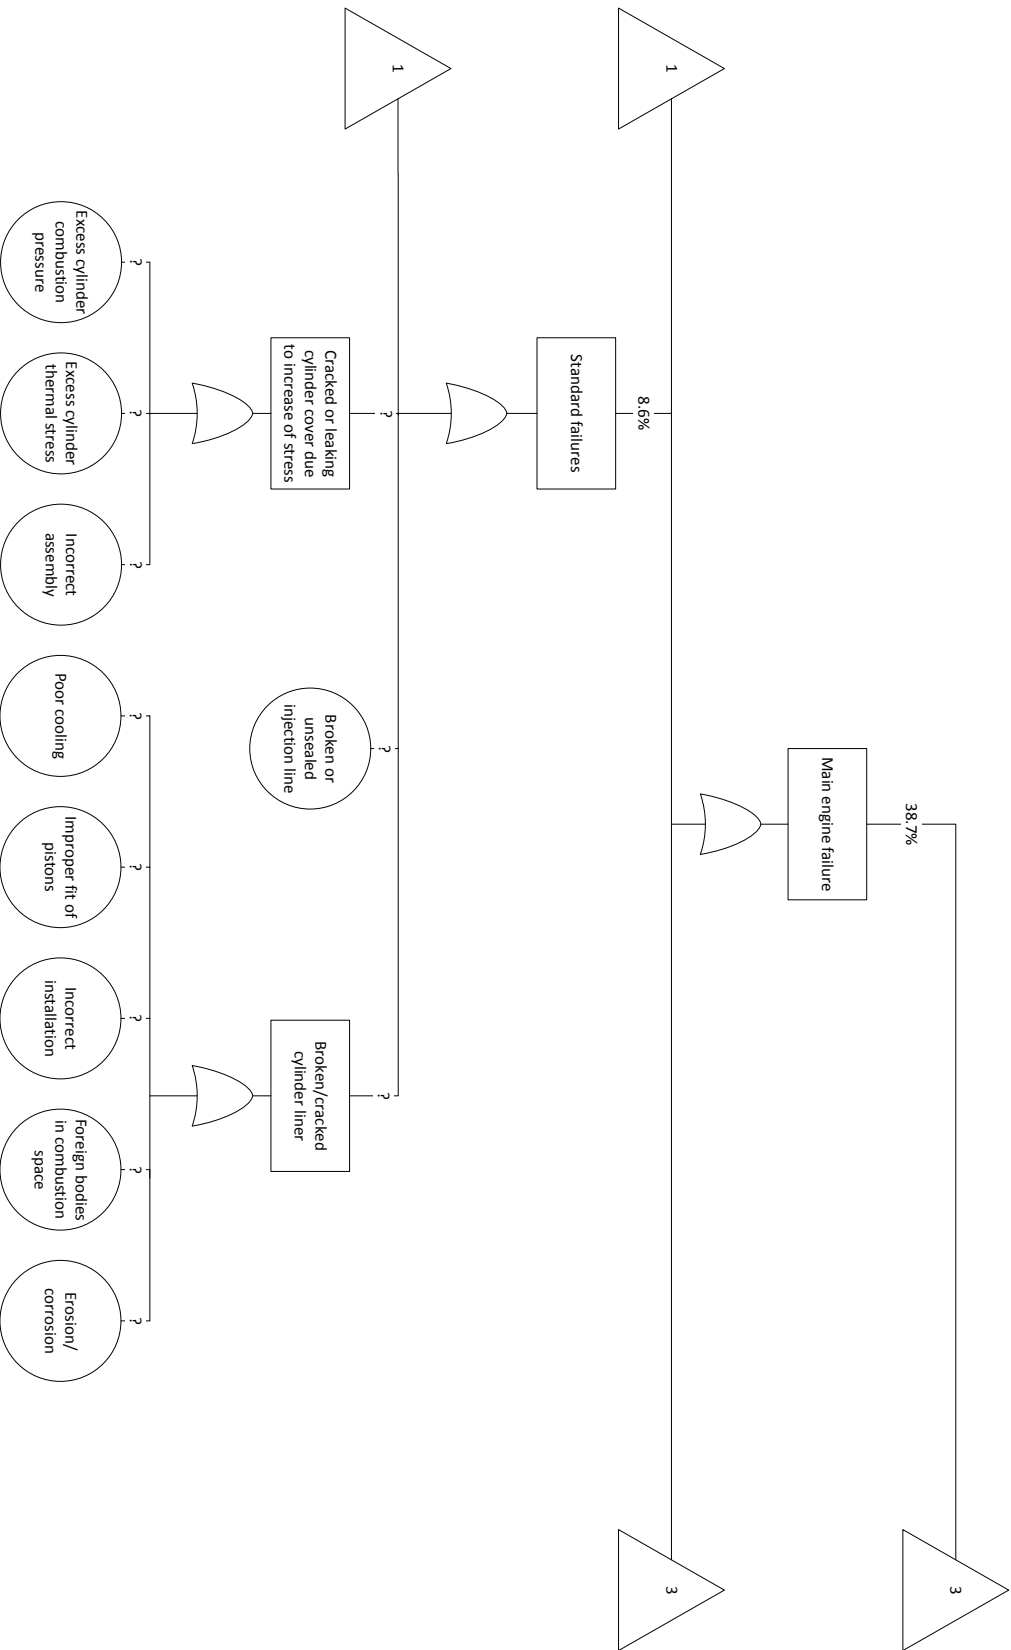 38.7%
3
Main engine failure
1
3
8.6%
Standard failures
1
?
?
?
Cracked or leaking
cylinder cover due
to increase of stress
Broken or
unsealed
injection line
Broken/cracked
cylinder liner
?
?
?
?
?
?
?
?
Excess cylinder
combustion
pressure
Excess cylinder
thermal stress
Incorrect
assembly
Poor cooling
Improper fit of
pistons
Incorrect
installation
Foreign bodies
in combustion
space
Erosion/
corrosion